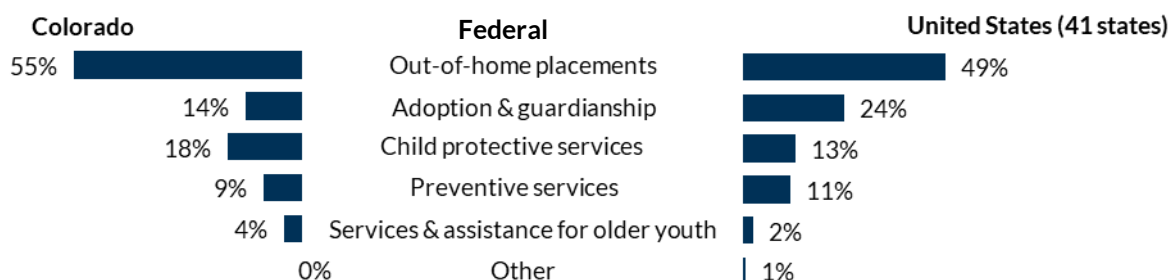 Colorado Federal United States (41 states)
55% Out-of-home placements 49%
14% Adoption & guardianship 24%
18% Child protective services 13%
9% Preventive services 11%
4% Services & assistance for older youth 2%
0% Other 1%